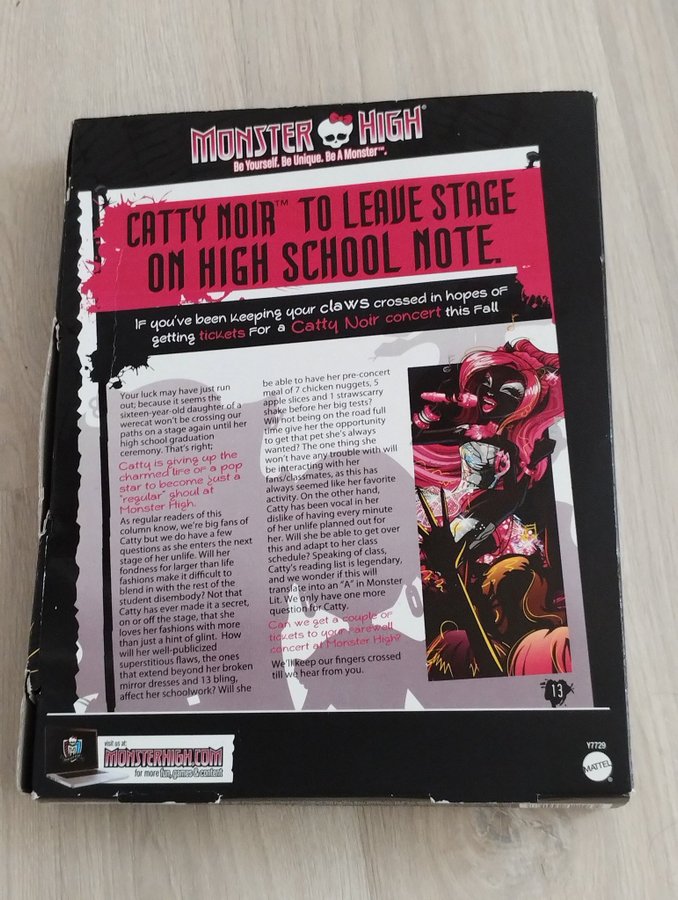 MONSTER HIGH®
Be Yourself. Be Unique. Be A Monster™.
CATTY NOIR™ TO LEAVE STAGE
ON HIGH SCHOOL NOTE.
If you've been keeping your claws crossed in hopes of
getting tickets for a Catty Noir concert this Fall
Your luck may have just run
out; because it seems the
sixteen-year-old daughter of a
werecat won't be crossing our
paths on a stage again until her
high school graduation
ceremony. That's right;
Catty is giving up the
charmed life of a pop
star to become just a
"regular" ghoul at
Monster High.
As regular readers of this
column know, we're big fans of
Catty but we do have a few
questions as she enters the next
stage of her unlife. Will her
fondness for larger than life
fashions make it difficult to
blend in with the rest of the
student disembody? Not that
Catty has ever made it a secret,
on or off the stage, that she
loves her fashions with more
than just a hint of glint. How
will her well-publicized
superstitious flaws, the ones
that extend beyond her broken
mirror dresses and 13 bling,
affect her schoolwork? Will she
be able to have her pre-concert
meal of 7 chicken nuggets, 5
apple slices and 1 strawscarry
shake before her big tests?
Will not being on the road full
time give her the opportunity
to get that pet she's always
wanted? The one thing she
won't have any trouble with will
be interacting with her
fans/classmates, as this has
always seemed like her favorite
activity. On the other hand,
Catty has been vocal in her
dislike of having every minute
of her unlife planned out for
her. Will she be able to get over
this and adapt to her class
schedule? Speaking of class,
Catty's reading list is legendary,
and we wonder if this will
translate into an "A" in Monster
Lit. We only have one more
question for Catty.
Can we get a couple of
tickets to your farewell
concert at Monster High?
We'll keep our fingers crossed
till we hear from you.
13
visit us at:
MONSTERHIGH.COM
for more fun, games & content
Y7729
MATTEL
®